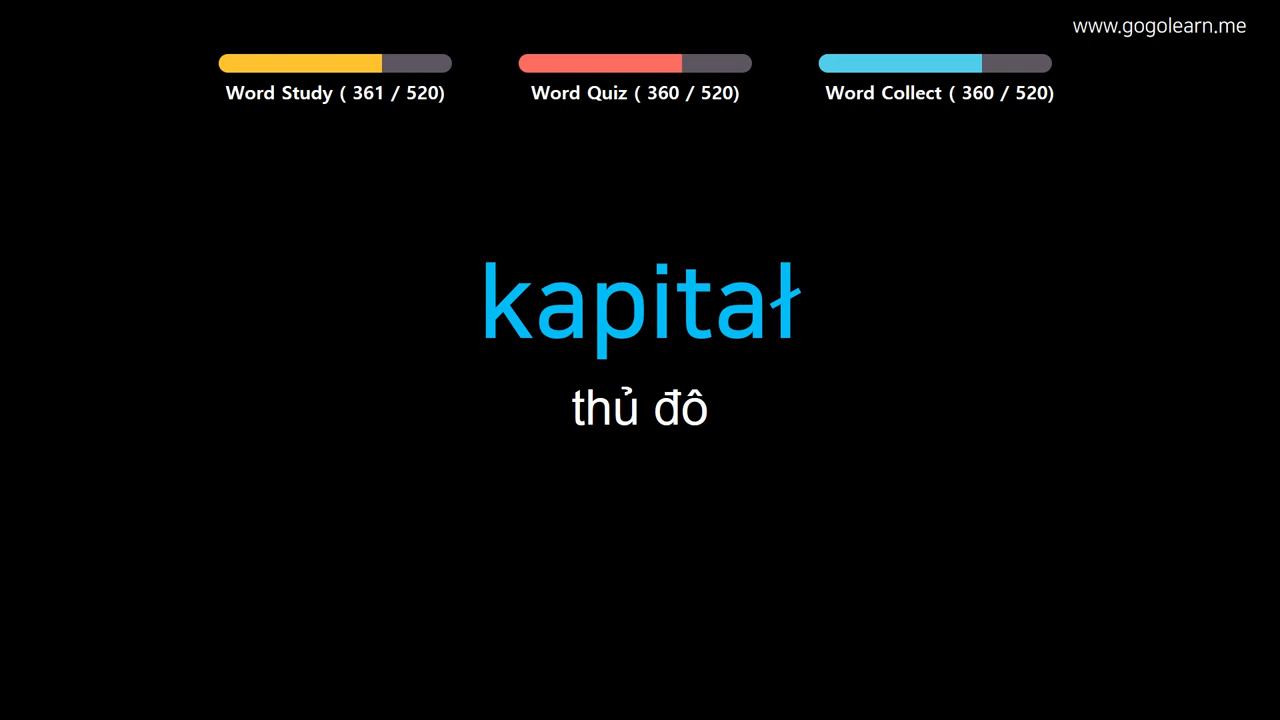 www.gogolearn.me
Word Study ( 361 / 520)
Word Quiz ( 360 / 520)
Word Collect ( 360 / 520)
kapitał
thủ đô